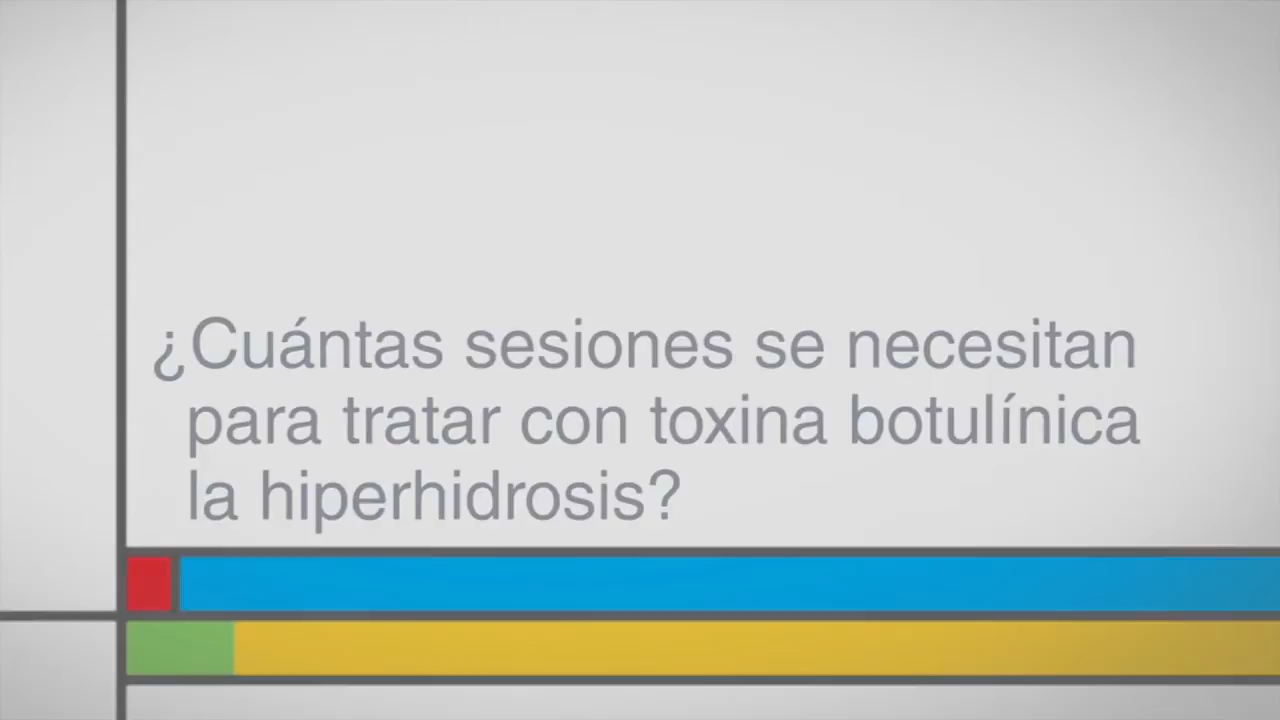 ¿Cuántas sesiones se necesitan
para tratar con toxina botulínica
la hiperhidrosis?